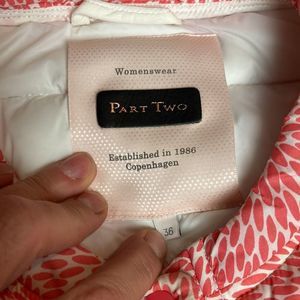 Womenswear
PART TWO
Established in 1986
Copenhagen
36